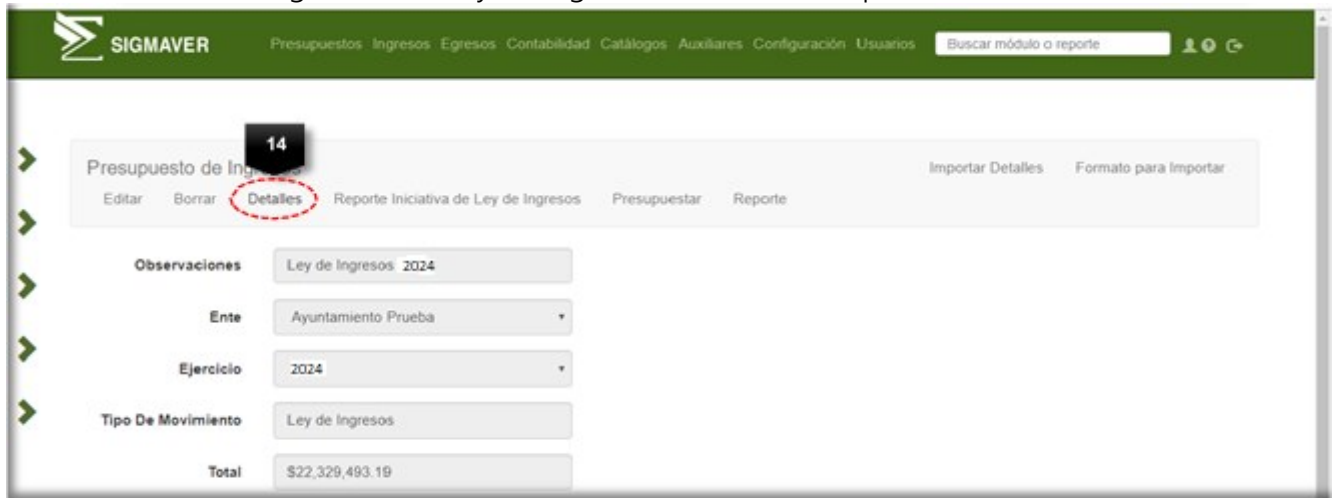 SIGMAVER Presupuestos Ingresos Egresos Contabilidad Catálogos Auxiliares Configuración Usuarios Buscar módulo o reporte
14
Presupuesto de Ing Importar Detalles Formato para Importar
Editar Borrar Detalles Reporte Iniciativa de Ley de Ingresos Presupuestar Reporte
Observaciones Ley de Ingresos 2024
Ente Ayuntamiento Prueba
Ejercicio 2024
Tipo De Movimiento Ley de Ingresos
Total $22,329,493.19